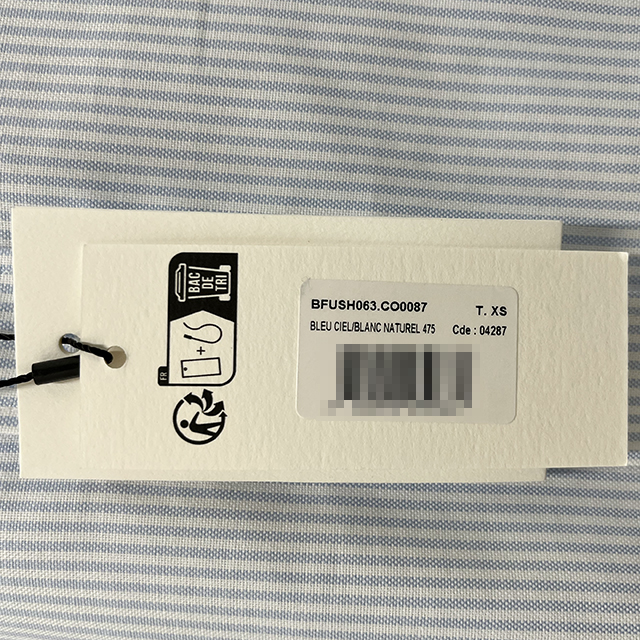 BAC
DE
TRI
+
FR
BFUSH063.CO0087 T. XS
BLEU CIEL/BLANC NATUREL 475 Cde : 04287